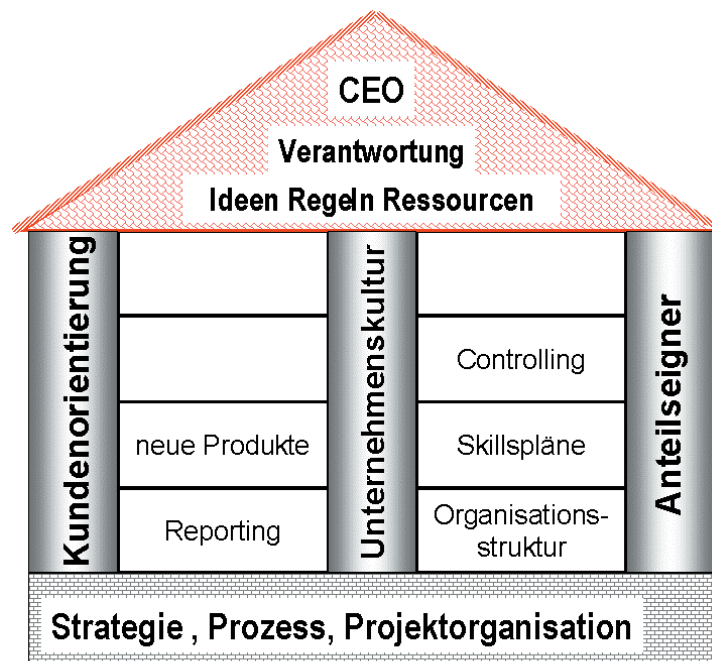 CEO
Verantwortung
Ideen Regeln Ressourcen
Kundenorientierung
neue Produkte
Reporting
Unternehmenskultur
Controlling
Skillspläne
Organisations-
struktur
Anteilseigner
Strategie , Prozess, Projektorganisation